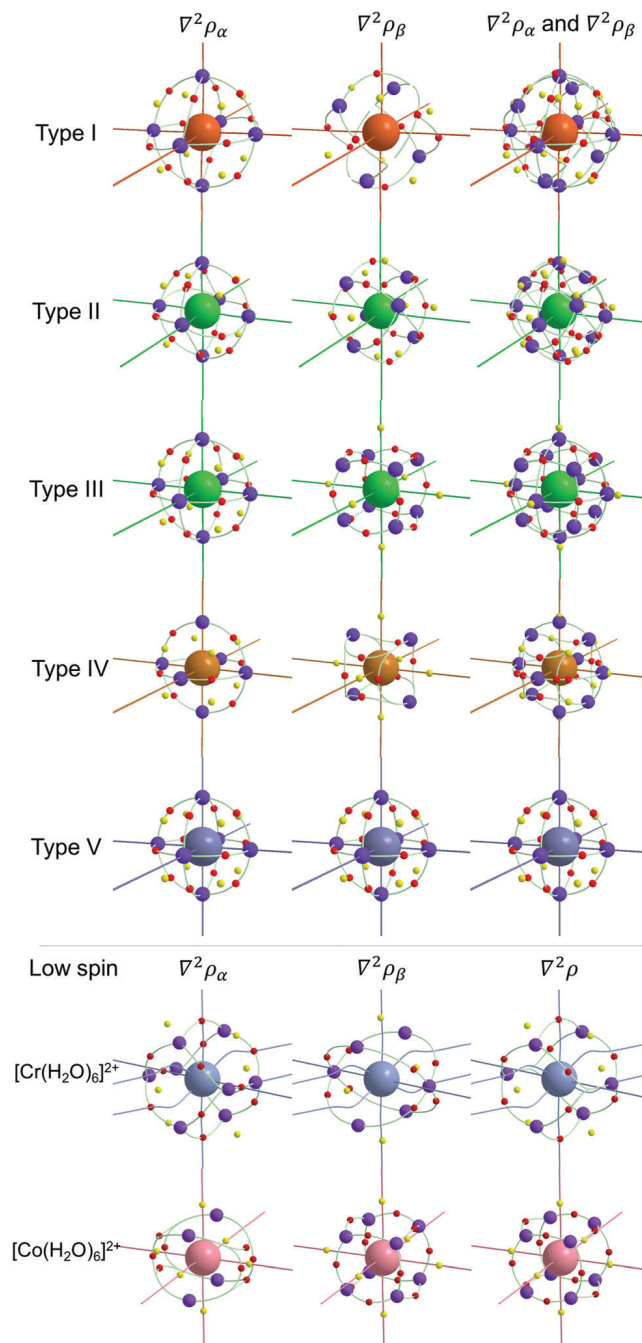 ∇²ρα ∇²ρβ ∇²ρα and ∇²ρβ
Type I
Type II
Type III
Type IV
Type V
Low spin ∇²ρα ∇²ρβ ∇²ρ
[Cr(H₂O)₆]²⁺
[Co(H₂O)₆]²⁺